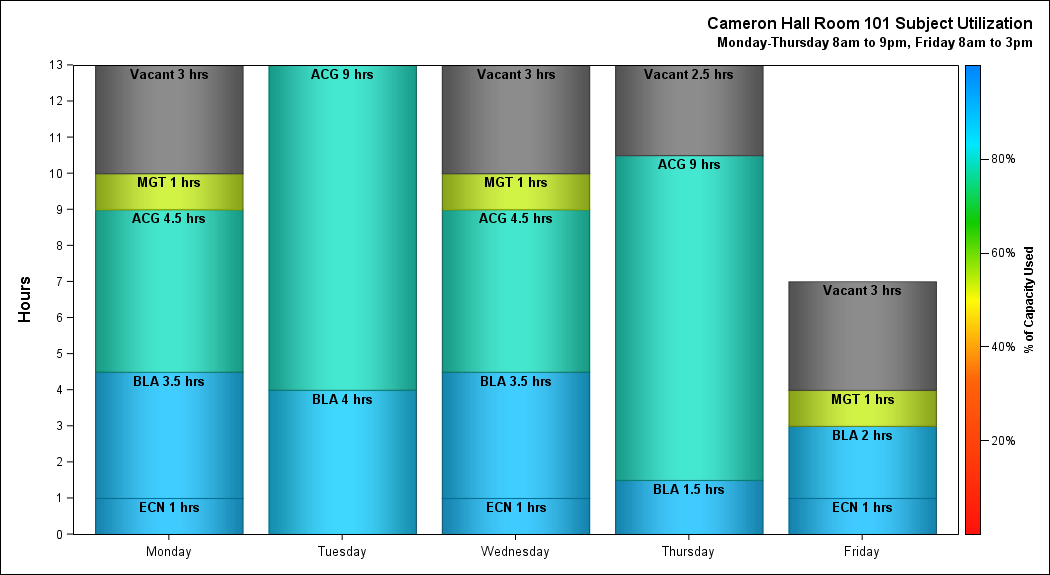 Cameron Hall Room 101 Subject Utilization
Monday-Thursday 8am to 9pm, Friday 8am to 3pm
Hours
13
12
11
10
9
8
7
6
5
4
3
2
1
0
Vacant 3 hrs
MGT 1 hrs
ACG 4.5 hrs
BLA 3.5 hrs
ECN 1 hrs
Monday
ACG 9 hrs
BLA 4 hrs
Tuesday
Vacant 3 hrs
MGT 1 hrs
ACG 4.5 hrs
BLA 3.5 hrs
ECN 1 hrs
Wednesday
Vacant 2.5 hrs
ACG 9 hrs
BLA 1.5 hrs
Thursday
Vacant 3 hrs
MGT 1 hrs
BLA 2 hrs
ECN 1 hrs
Friday
80%
60%
40%
20%
% of Capacity Used